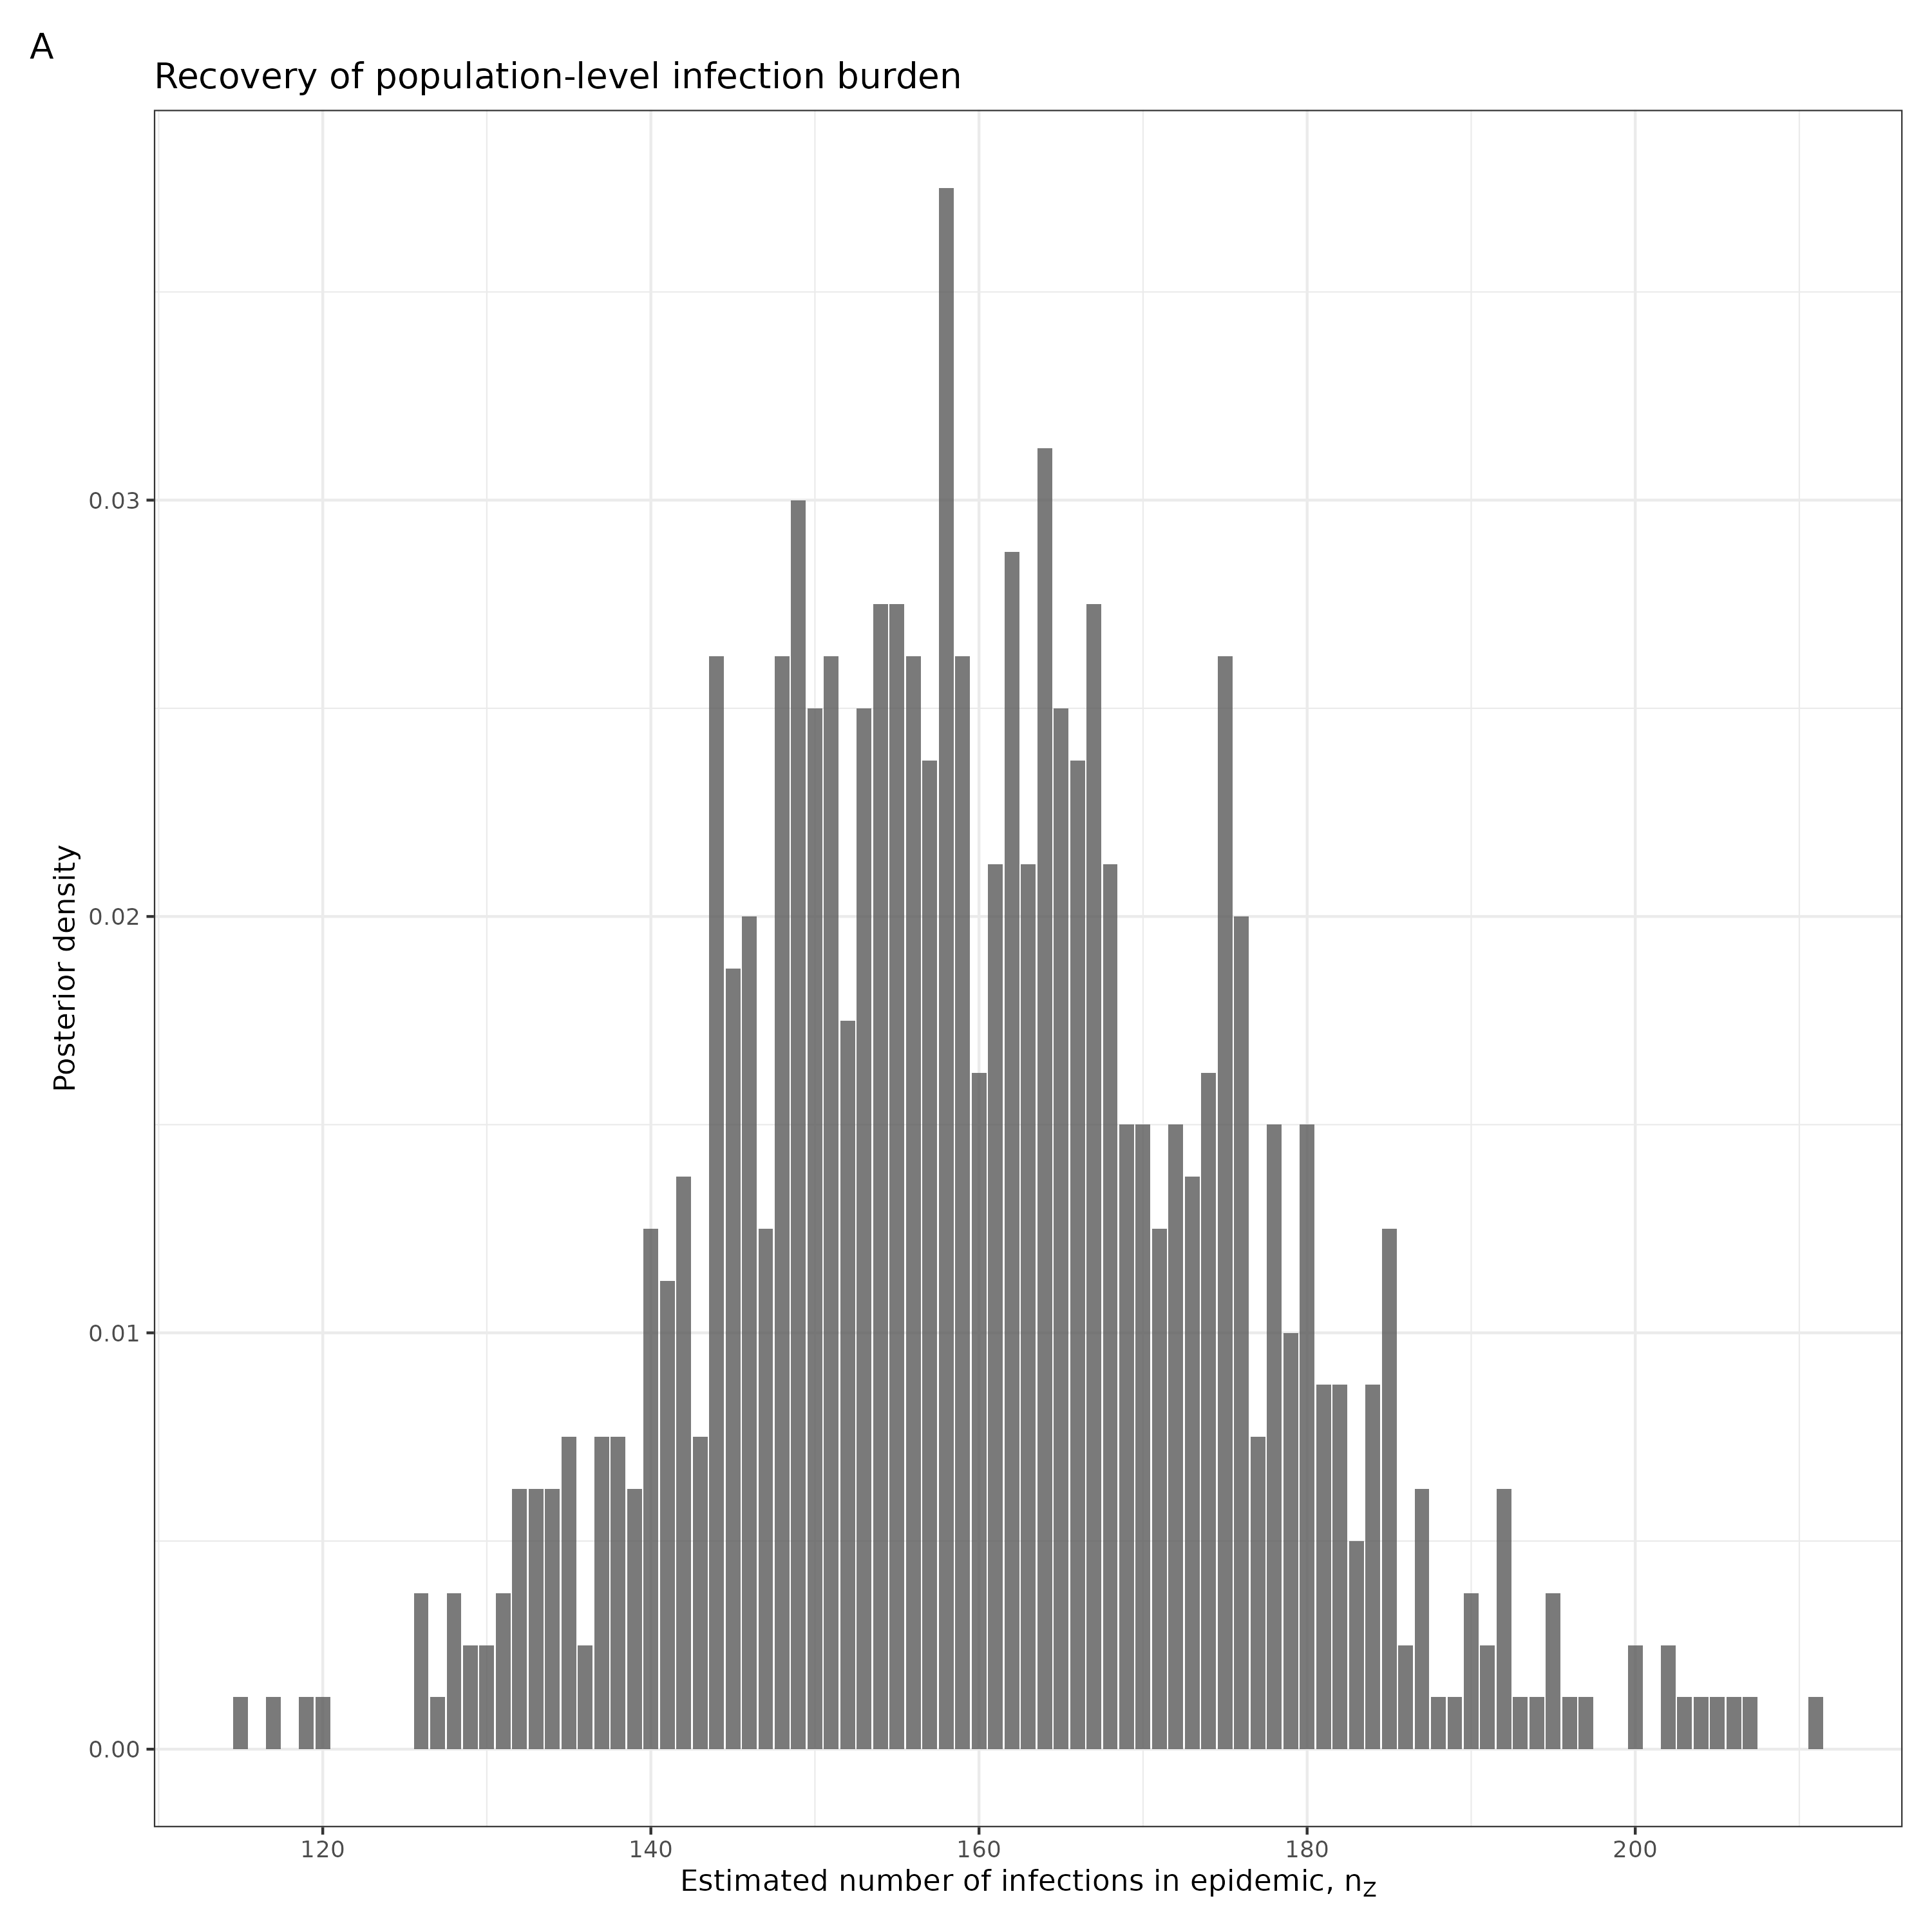 A
Recovery of population-level infection burden
Posterior density
0.03
0.02
0.01
0.00
120 140 160 180 200
Estimated number of infections in epidemic, nZ